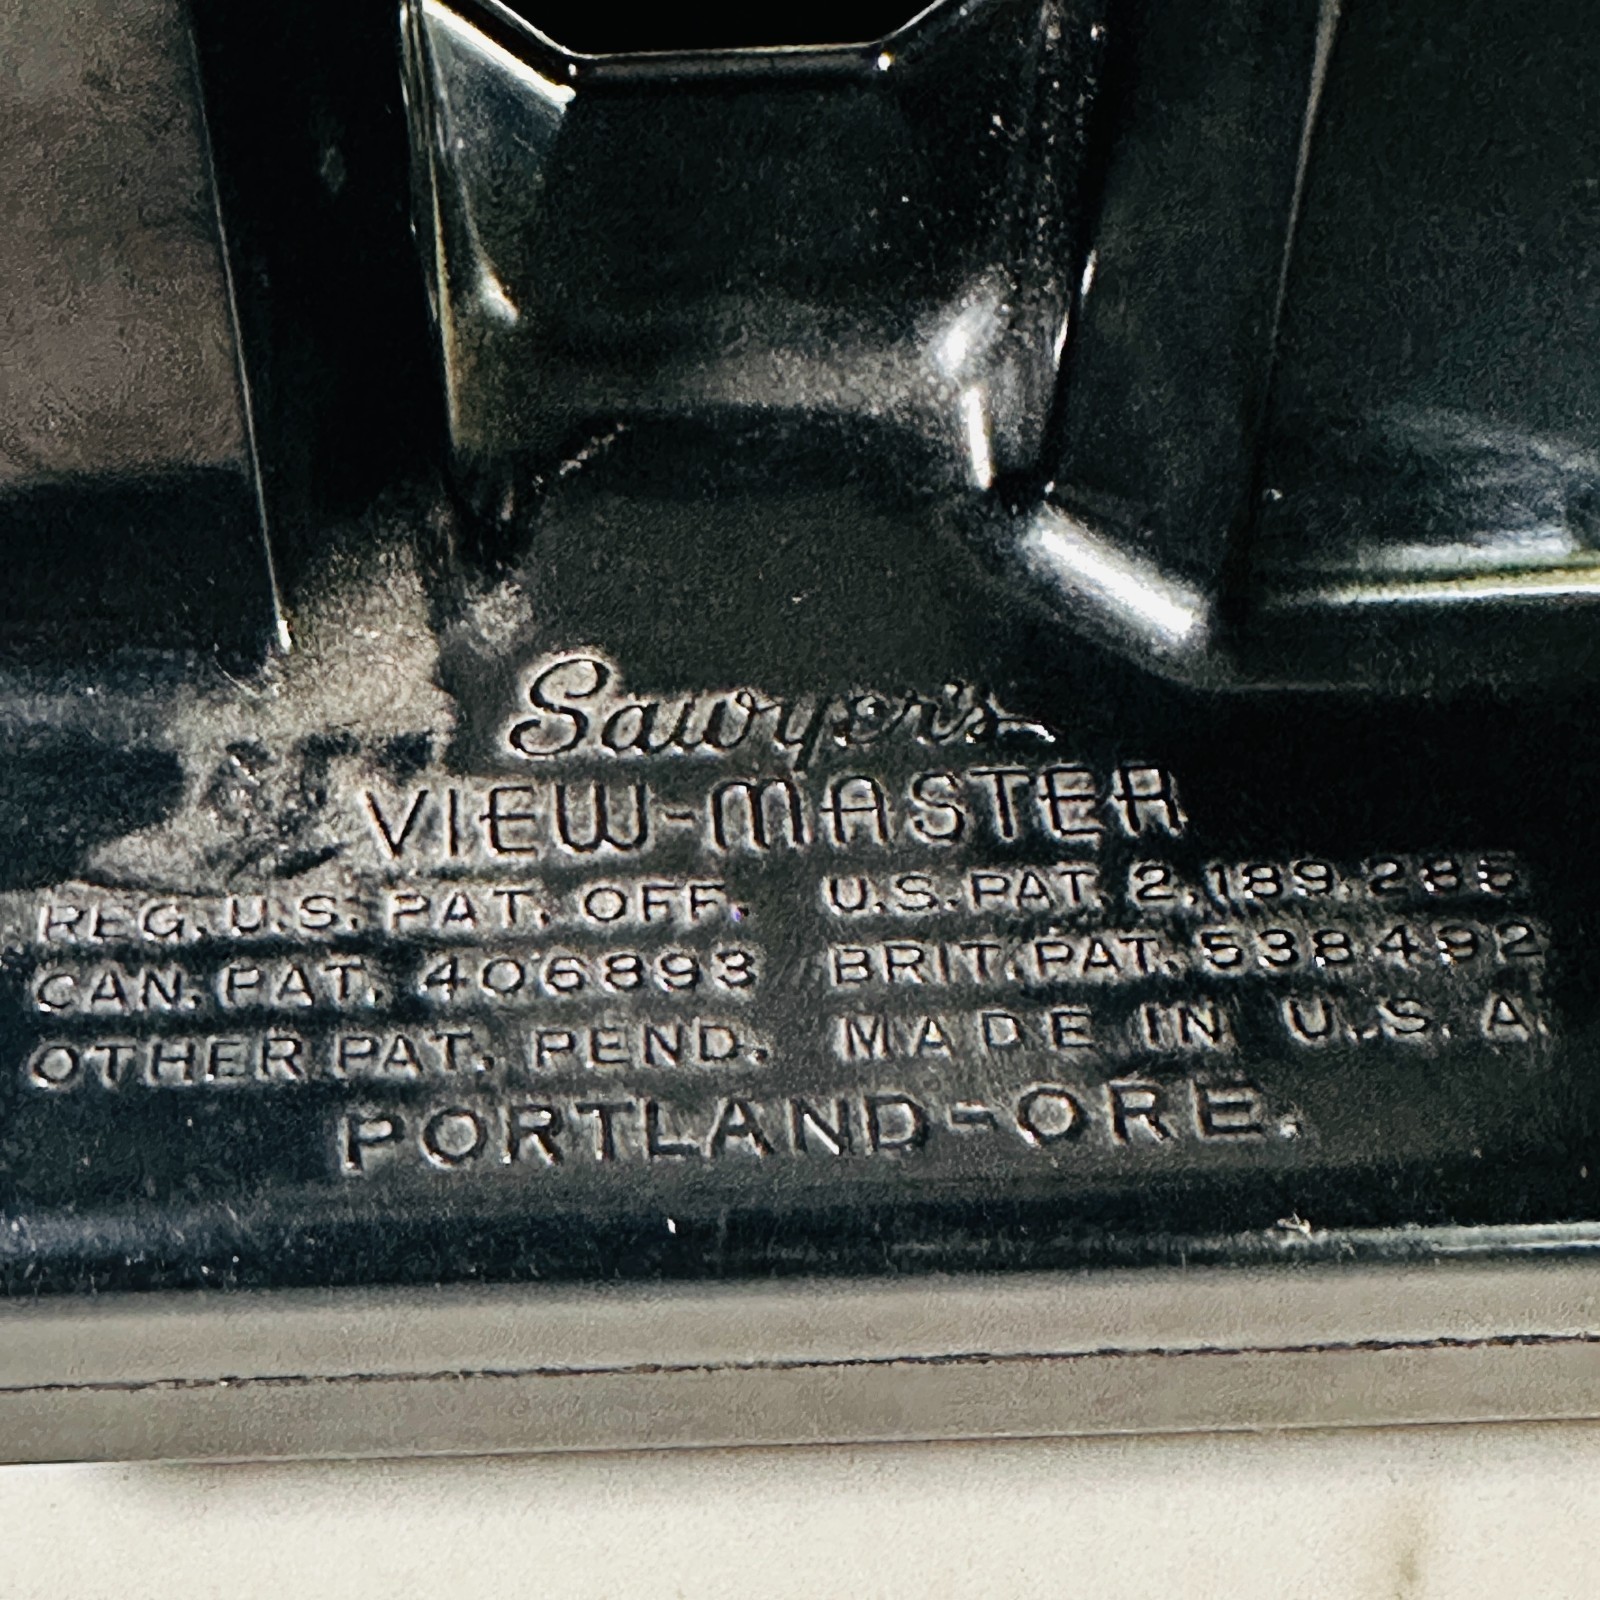 Sawyer's
VIEW-MASTER
REG. U.S. PAT. OFF. U.S. PAT. 2,189,285
CAN. PAT. 406893 BRIT. PAT. 538492
OTHER PAT. PEND. MADE IN U.S.A.
PORTLAND-ORE.